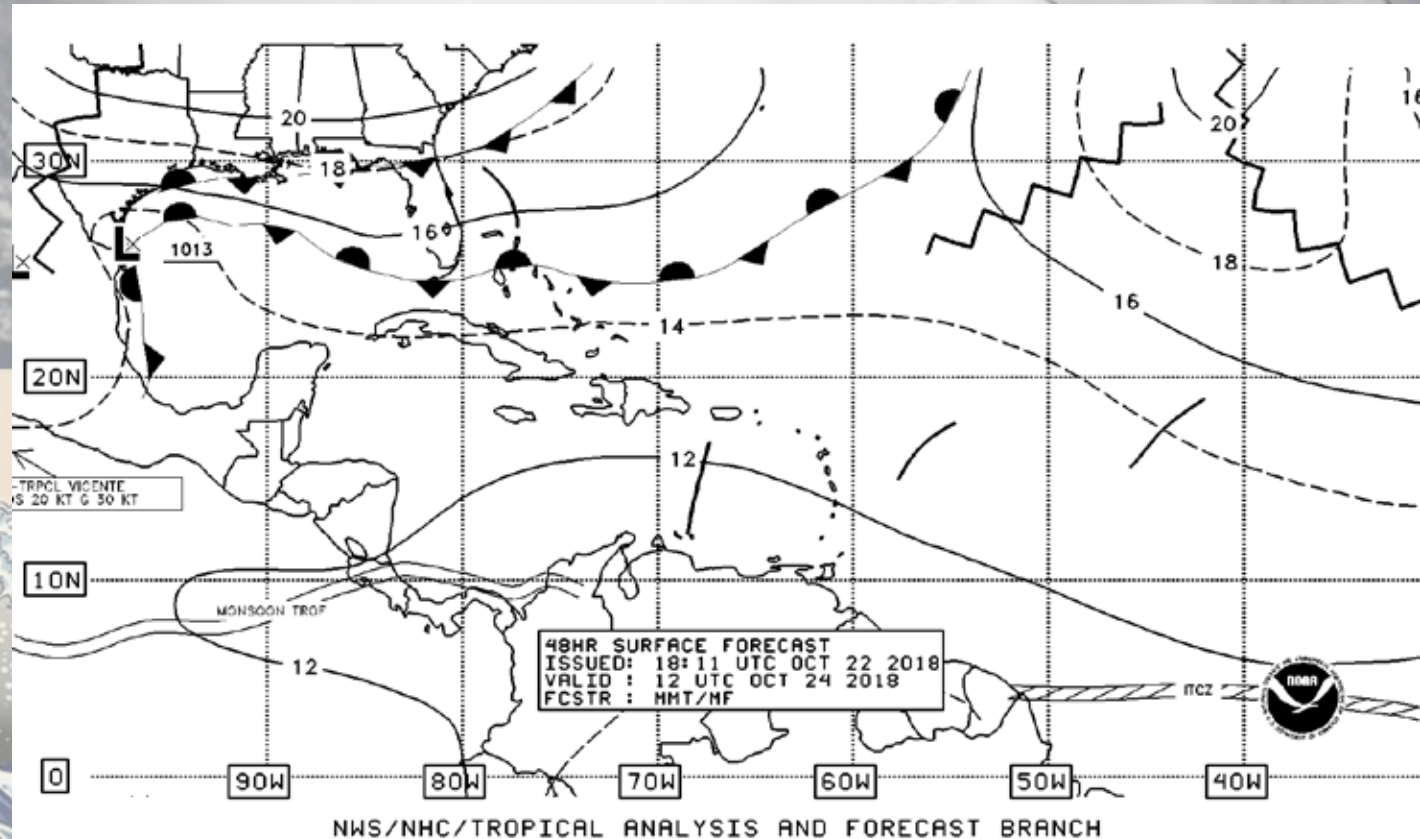 20
16
20
30N
18
16
1013
L
18
16
14
20N
12
-TRPCL VICENTE
S 20 KT G 30 KT
10N
MONSOON TROF
12
48HR SURFACE FORECAST
ISSUED: 18:11 UTC OCT 22 2018
VALID : 12 UTC OCT 24 2018
FCSTR : MMT/MF
ITCZ
NOAA
0
90W
80W
70W
60W
50W
40W
NWS/NHC/TROPICAL ANALYSIS AND FORECAST BRANCH